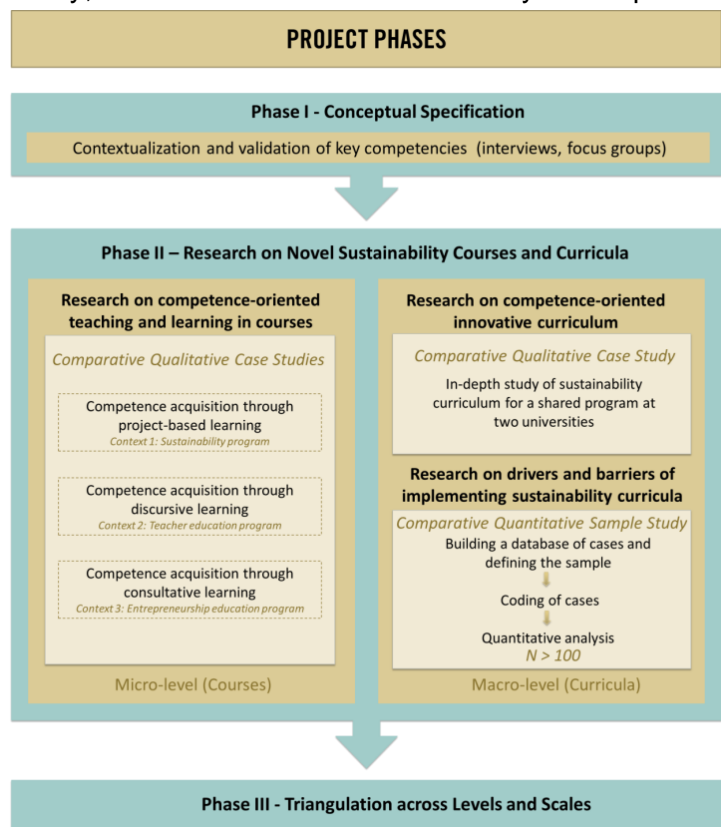 PROJECT PHASES
Phase I - Conceptual Specification
Contextualization and validation of key competencies (interviews, focus groups)
Phase II – Research on Novel Sustainability Courses and Curricula
Research on competence-oriented
teaching and learning in courses
Comparative Qualitative Case Studies
Competence acquisition through
project-based learning
Context 1: Sustainability program
Competence acquisition through
discursive learning
Context 2: Teacher education program
Competence acquisition through
consultative learning
Context 3: Entrepreneurship education program
Micro-level (Courses)
Research on competence-oriented
innovative curriculum
Comparative Qualitative Case Study
In-depth study of sustainability
curriculum for a shared program at
two universities
Research on drivers and barriers of
implementing sustainability curricula
Comparative Quantitative Sample Study
Building a database of cases and
defining the sample
Coding of cases
Quantitative analysis
N > 100
Macro-level (Curricula)
Phase III - Triangulation across Levels and Scales